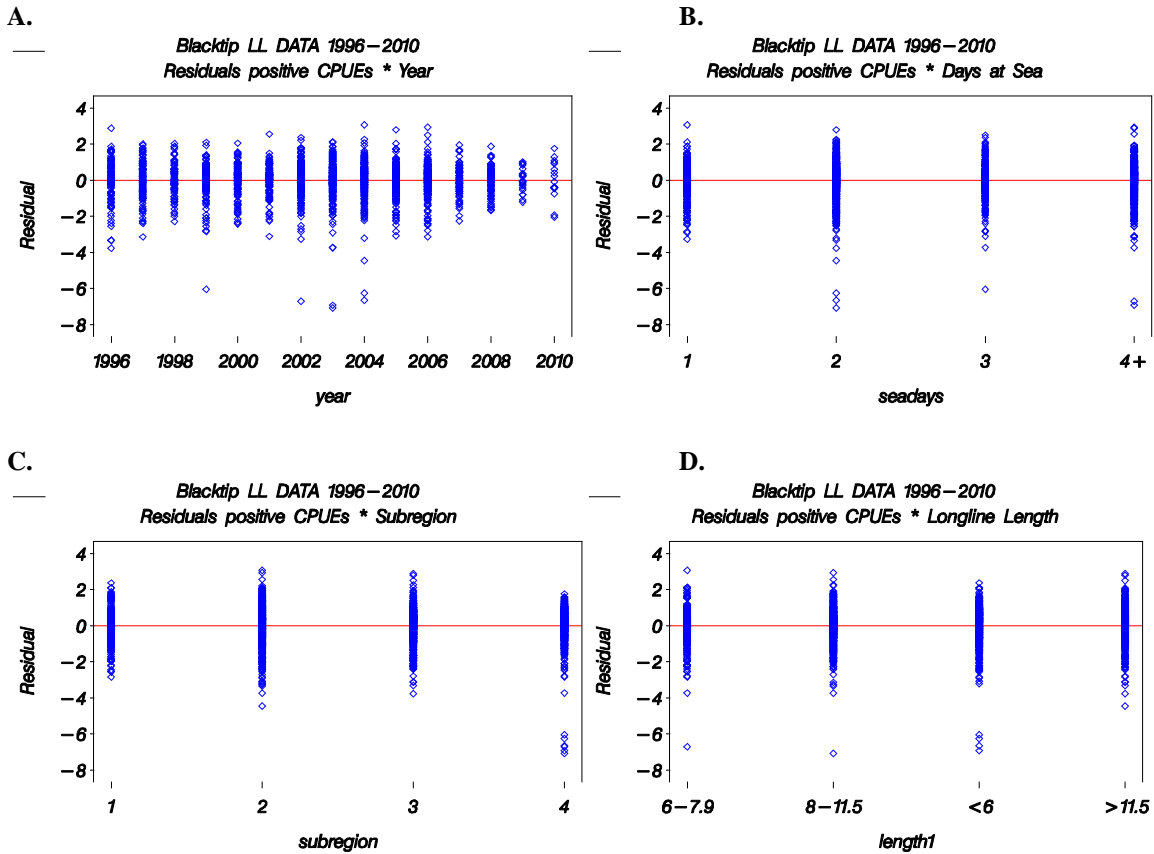 A.
Blacktip LL DATA 1996−2010
Residuals positive CPUEs * Year
Residual
4
2
0
−2
−4
−6
−8
1996
1998
2000
2002
2004
2006
2008
2010
year
B.
Blacktip LL DATA 1996−2010
Residuals positive CPUEs * Days at Sea
Residual
4
2
0
−2
−4
−6
−8
1
2
3
4+
seadays
C.
Blacktip LL DATA 1996−2010
Residuals positive CPUEs * Subregion
Residual
4
2
0
−2
−4
−6
−8
1
2
3
4
subregion
D.
Blacktip LL DATA 1996−2010
Residuals positive CPUEs * Longline Length
Residual
4
2
0
−2
−4
−6
−8
6−7.9
8−11.5
<6
>11.5
length1